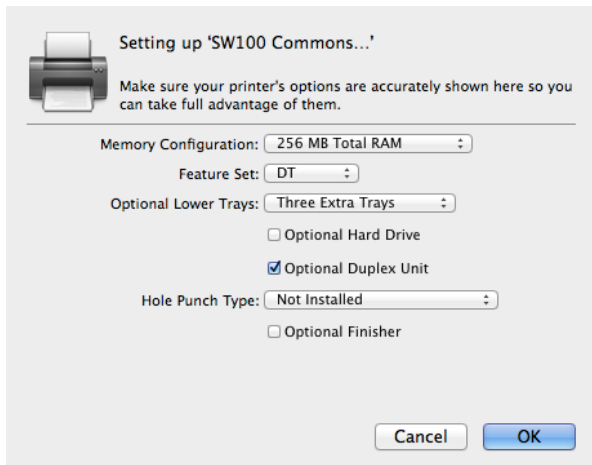 Setting up ‘SW100 Commons...’
Make sure your printer's options are accurately shown here so you
can take full advantage of them.
Memory Configuration: 256 MB Total RAM
Feature Set: DT
Optional Lower Trays: Three Extra Trays
Optional Hard Drive
Optional Duplex Unit
Hole Punch Type: Not Installed
Optional Finisher
Cancel OK